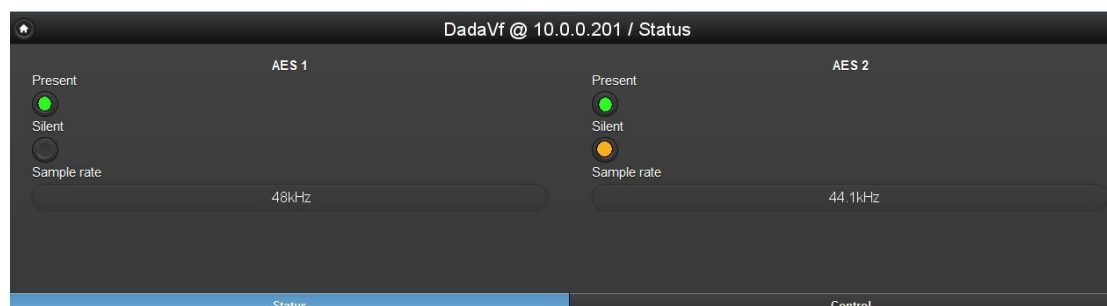 DadaVf @ 10.0.0.201 / Status
AES 1
Present
Silent
Sample rate
48kHz
AES 2
Present
Silent
Sample rate
44.1kHz
Status
Control